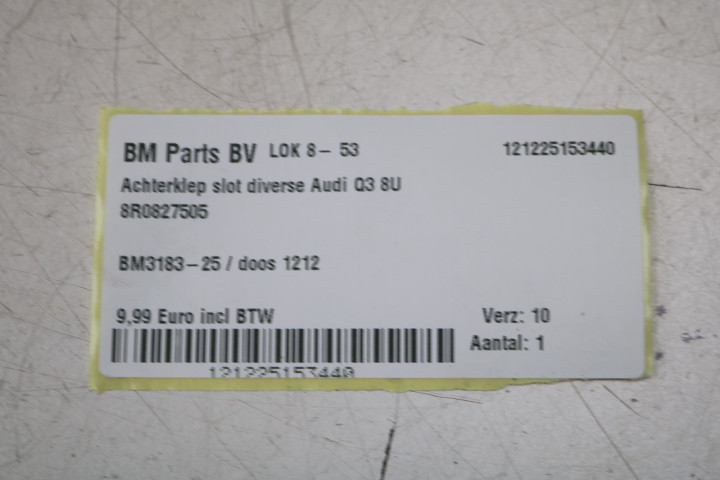 BM Parts BV LOK 8- 53 121225153440
Achterklep slot diverse Audi Q3 8U
8R0827505
BM3183-25 / doos 1212
9,99 Euro incl BTW Verz: 10
Aantal: 1
121225153440